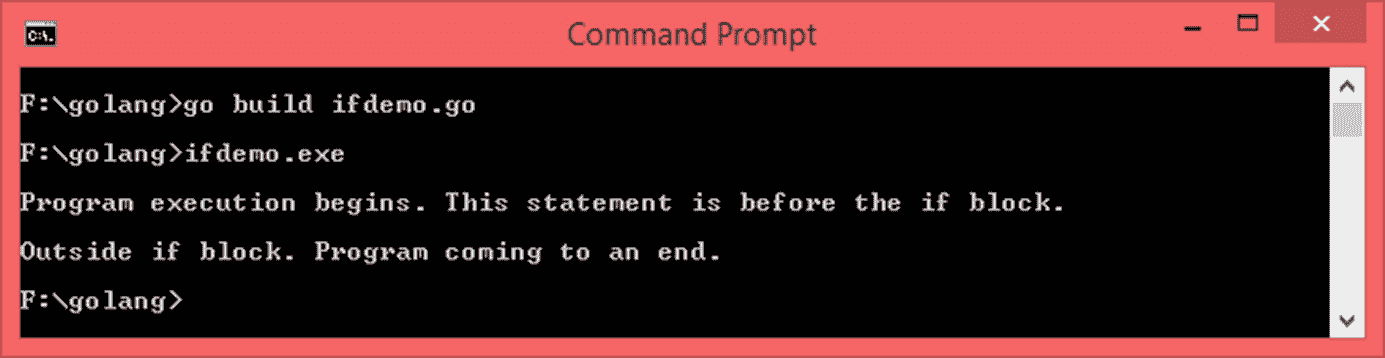 C:\.
Command Prompt
F:\golang>go build ifdemo.go
F:\golang>ifdemo.exe
Program execution begins. This statement is before the if block.
Outside if block. Program coming to an end.
F:\golang>